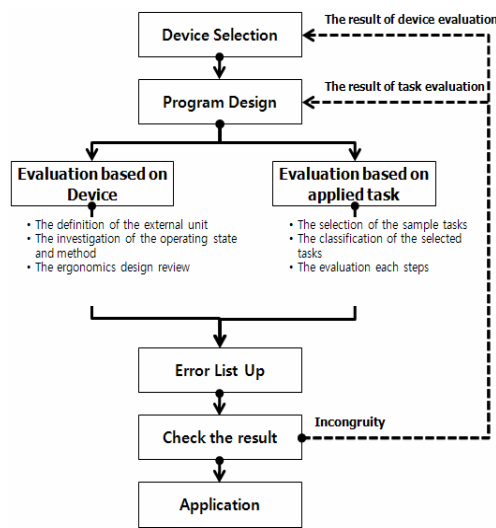 Device Selection
The result of device evaluation
Program Design
The result of task evaluation
Evaluation based on
Device
Evaluation based on
applied task
• The definition of the external unit
• The investigation of the operating state
and method
• The ergonomics design review
• The selection of the sample tasks
• The classification of the selected
tasks
• The evaluation each steps
Error List Up
Check the result
Incongruity
Application